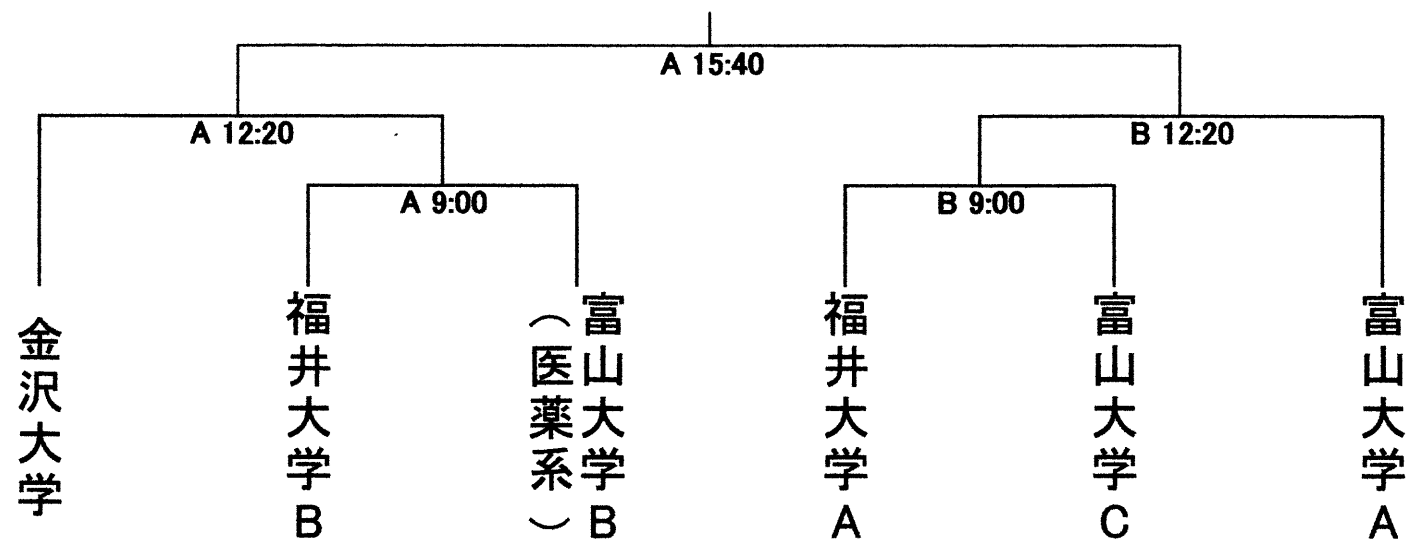 A 15:40
A 12:20
B 12:20
A 9:00
B 9:00
金沢大学
福井大学B
富山大学B
（医薬系）
福井大学A
富山大学C
富山大学A